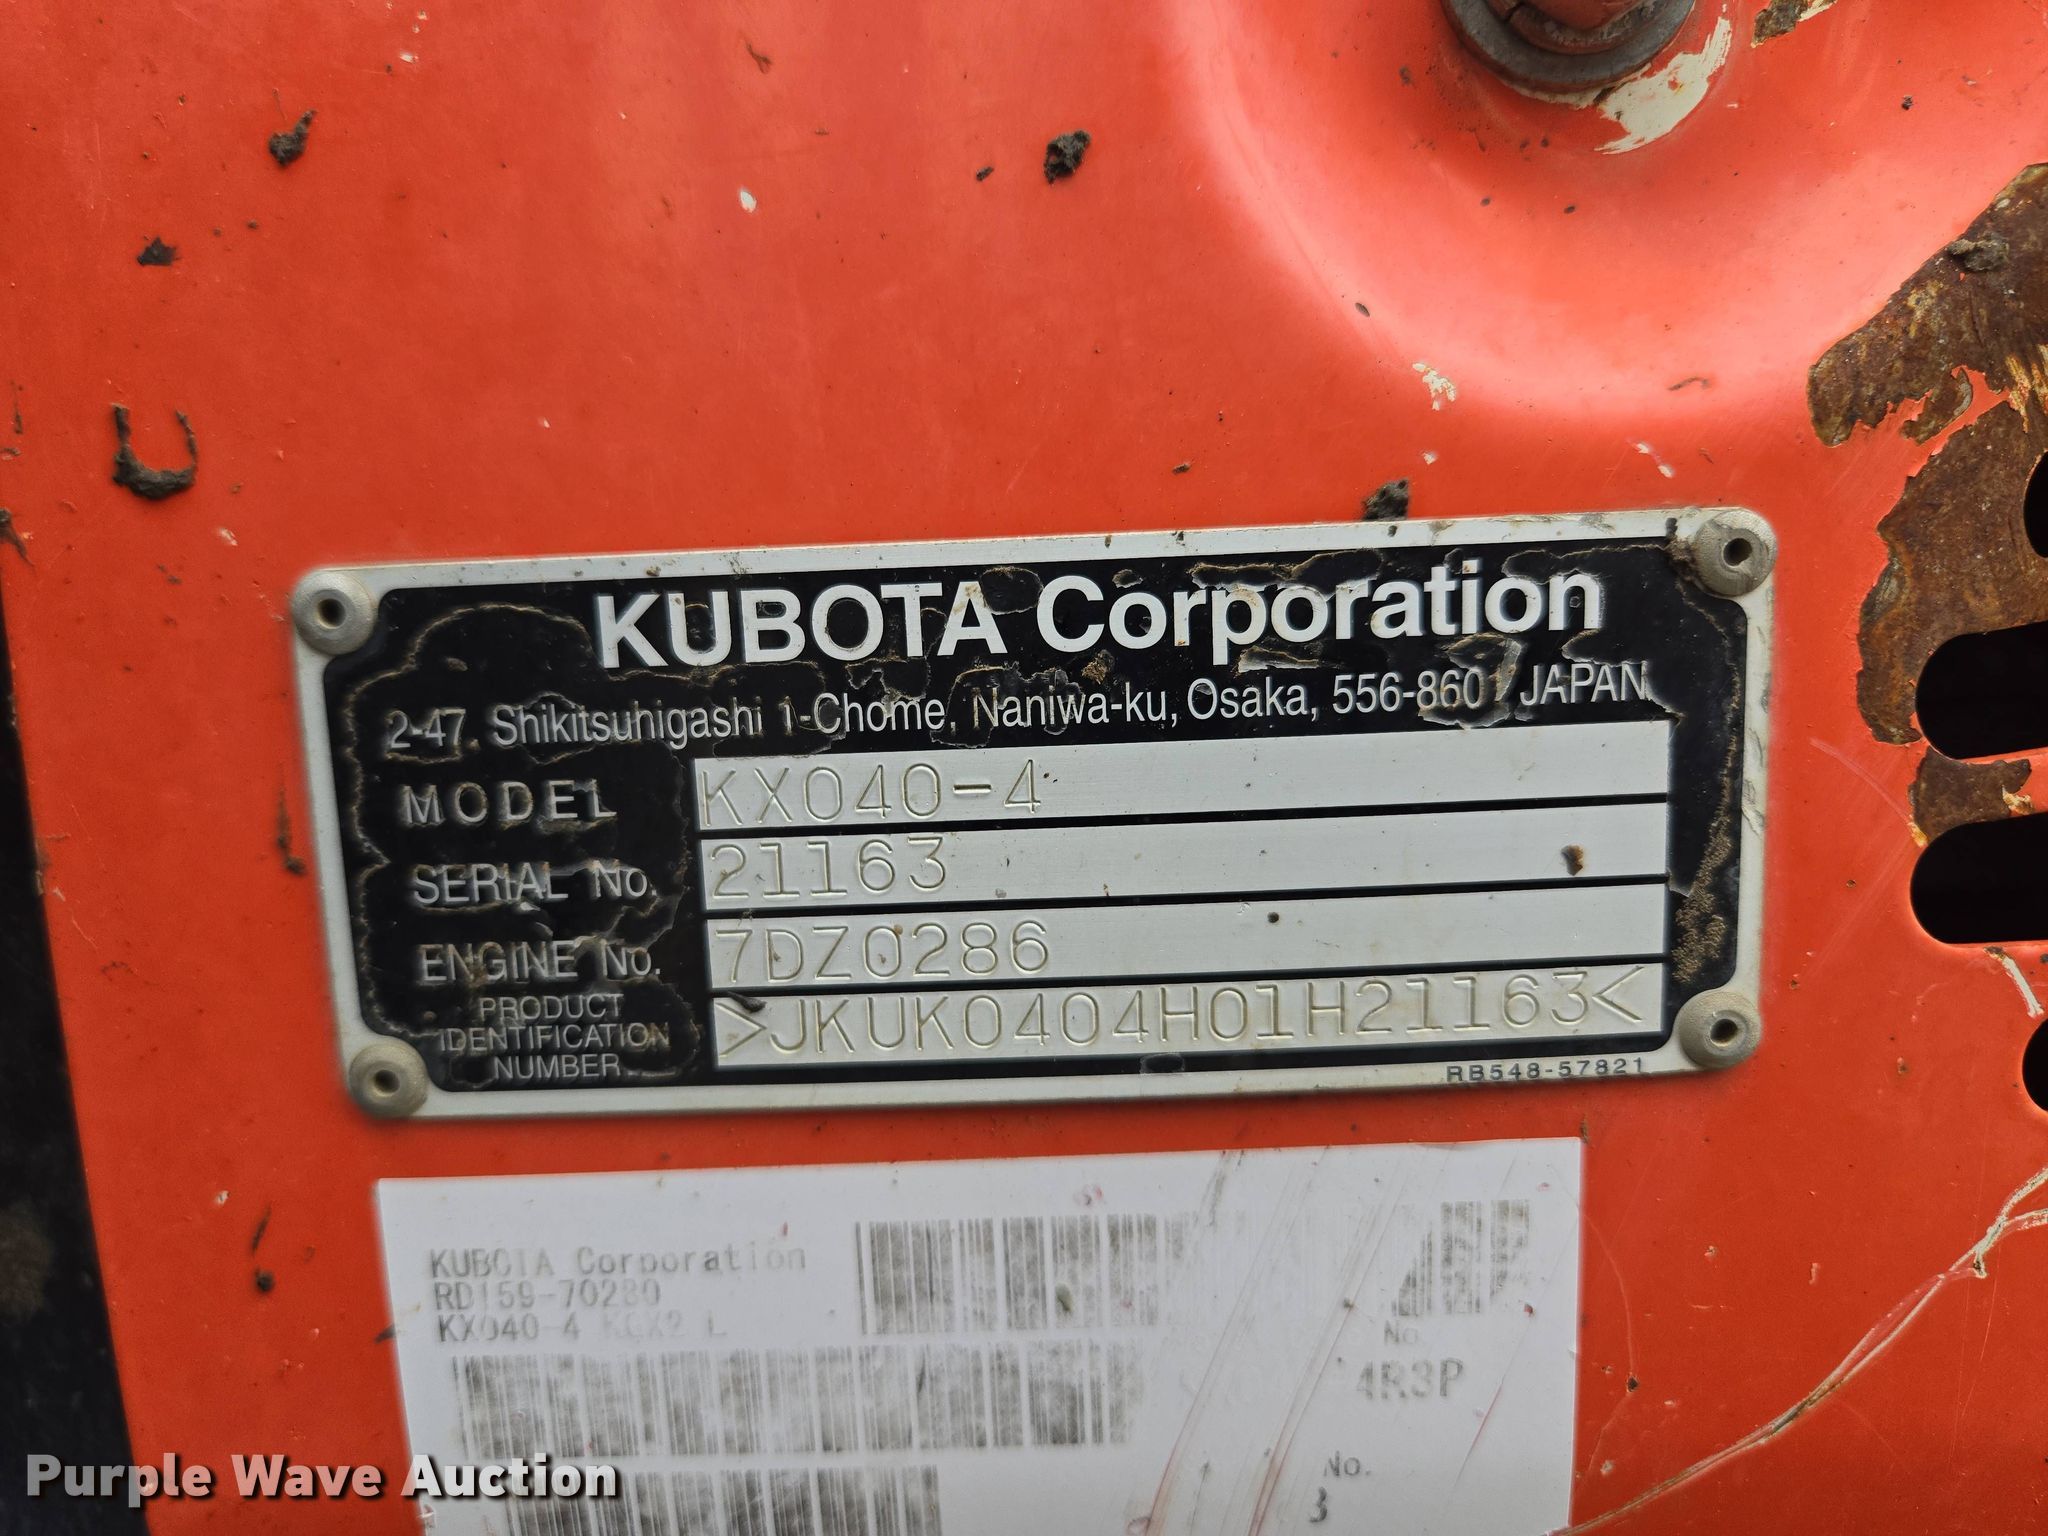 KUBOTA Corporation
2-47, Shikitsuhigashi 1-Chome, Naniwa-ku, Osaka, 556-8601 JAPAN
MODEL KX040-4
SERIAL No. 21163
ENGINE No. 7DZ0286
PRODUCT IDENTIFICATION NUMBER >JKUK0404H01H21163<
RB548-57821
KUBOTA Corporation
RD159-70280
KX040-4 L
No.
4R3P
No.
3
Purple Wave Auction